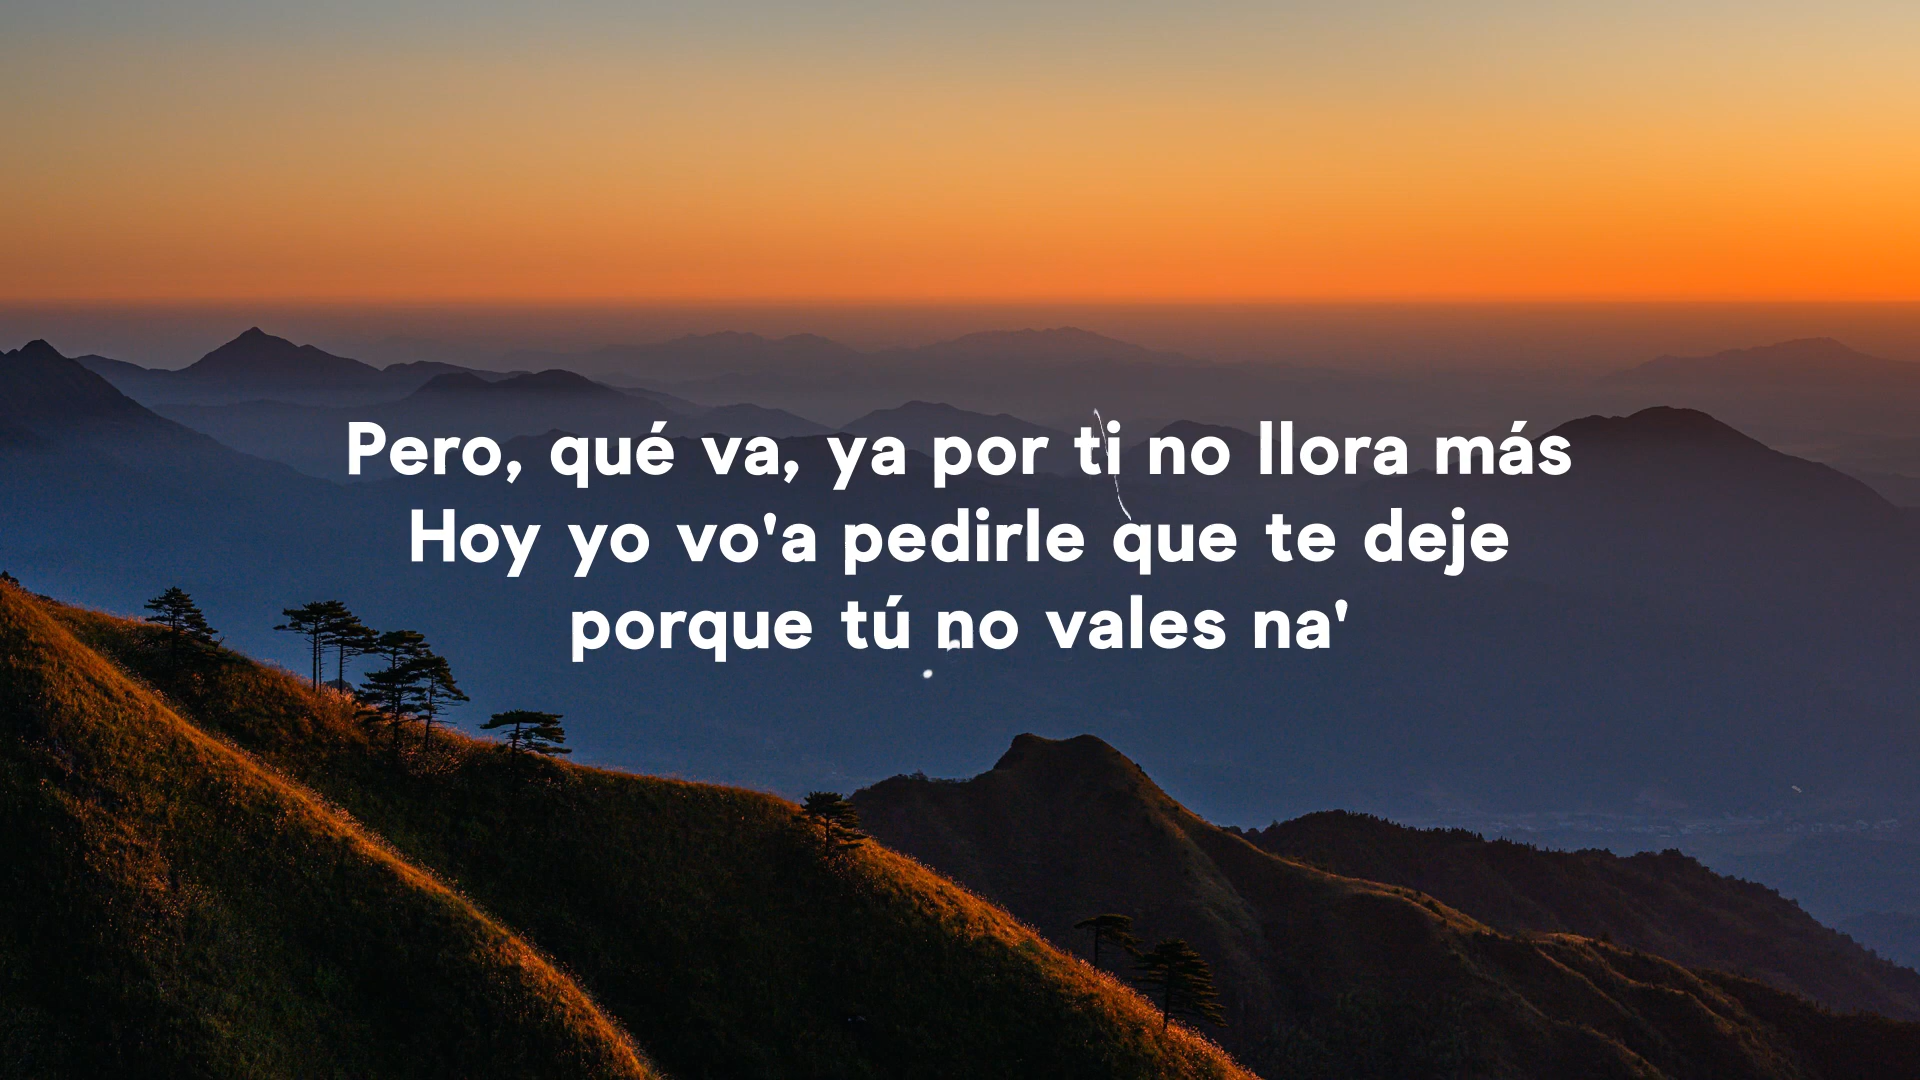 Pero, qué va, ya por ti no llora más
Hoy yo vo'a pedirle que te deje
porque tú no vales na'